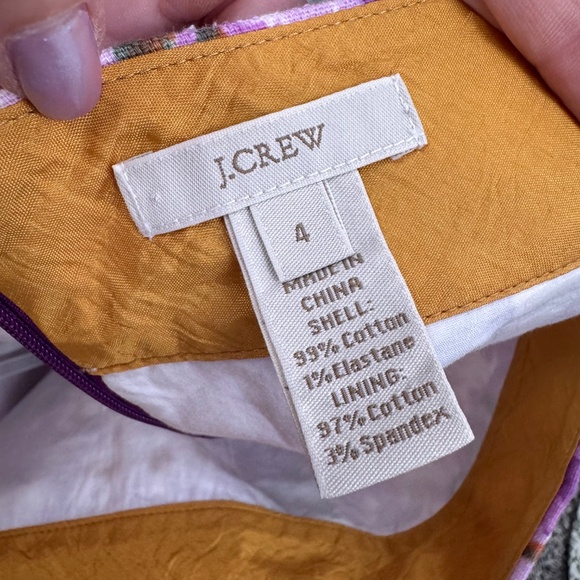 J.CREW
4
MADE IN
CHINA
SHELL:
99% Cotton
1% Elastane
LINING:
97% Cotton
3% Spandex